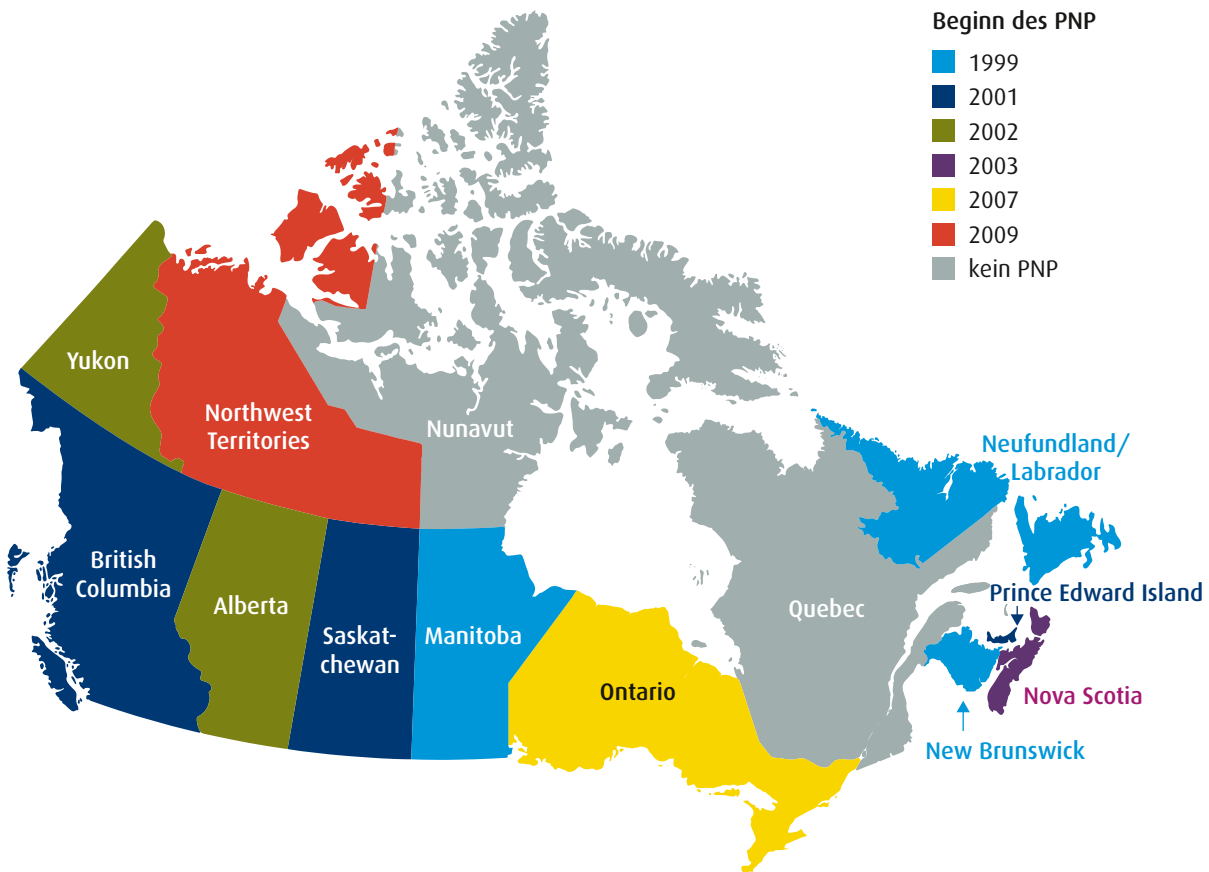 Beginn des PNP
1999
2001
2002
2003
2007
2009
kein PNP
Yukon
Northwest
Territories
Nunavut
Neufundland/
Labrador
British
Columbia
Alberta
Saskat-
chewan
Manitoba
Ontario
Quebec
Prince Edward Island
Nova Scotia
New Brunswick